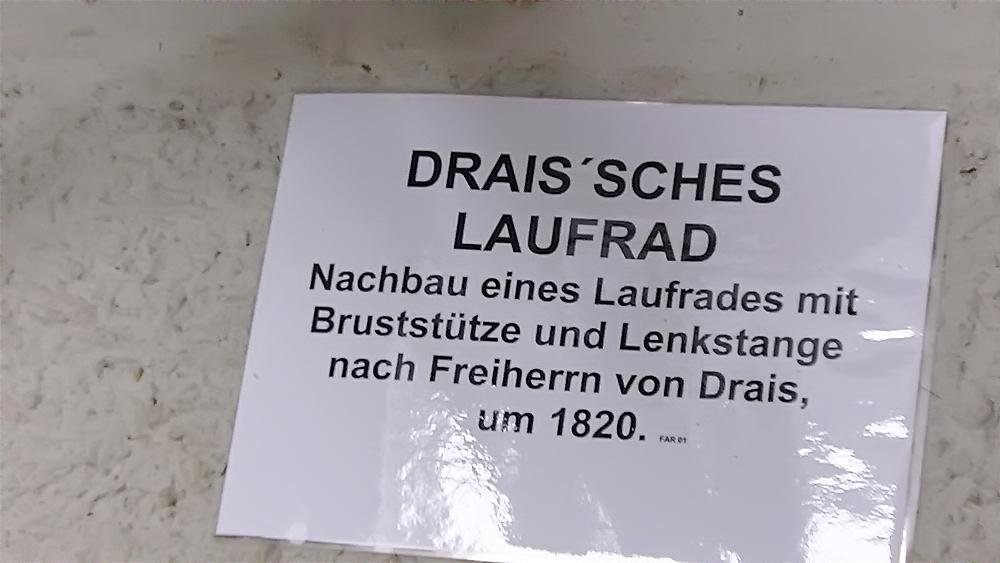 DRAIS´SCHES
LAUFRAD
Nachbau eines Laufrades mit
Bruststütze und Lenkstange
nach Freiherrn von Drais,
um 1820. FAR 01